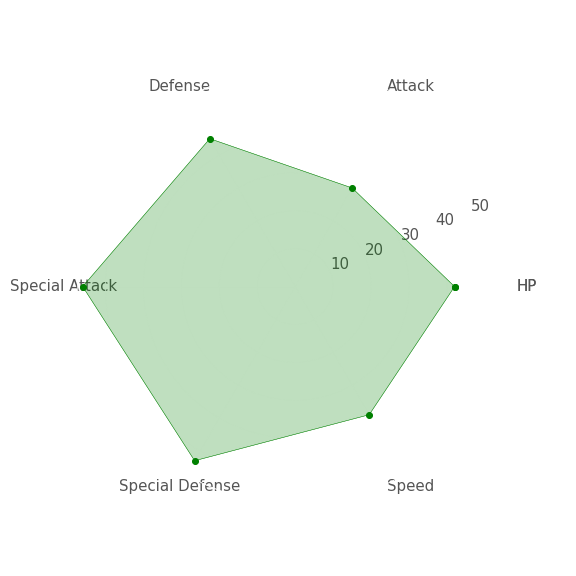 Defense
Attack
50
40
30
20
10
Special Attack
HP
Special Defense
Speed